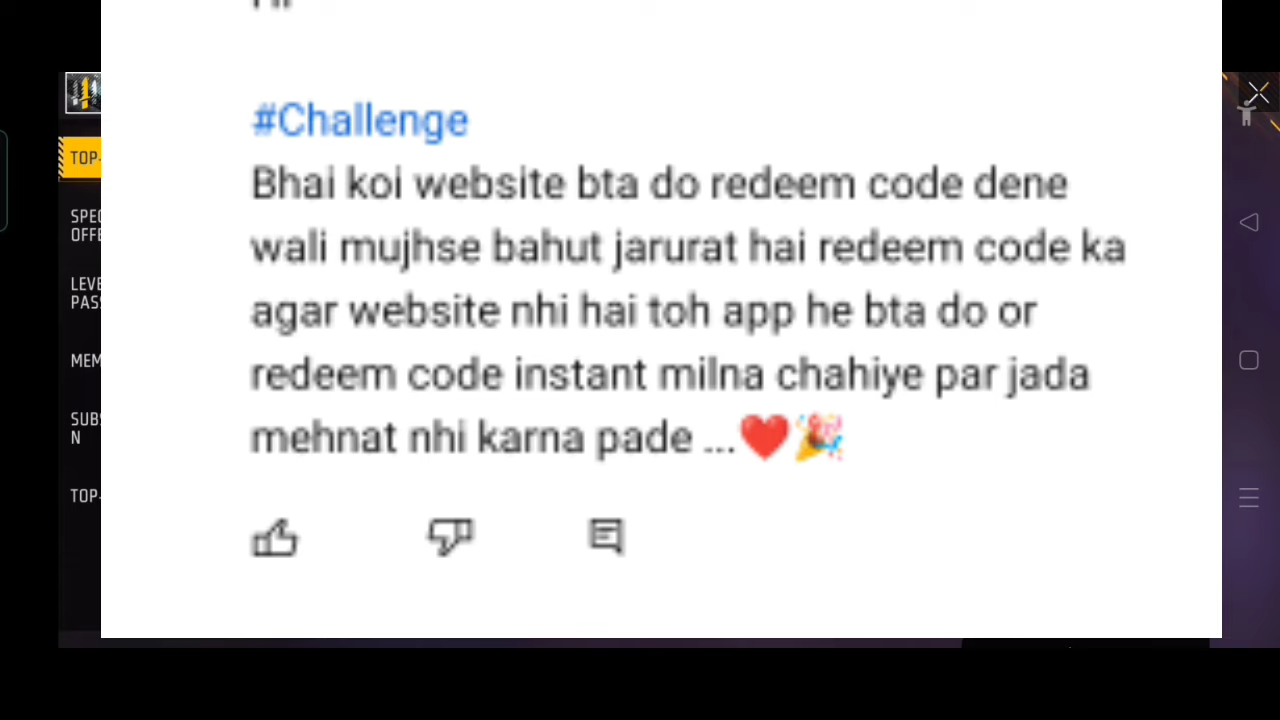 #Challenge
Bhai koi website bta do redeem code dene
wali mujhse bahut jarurat hai redeem code ka
agar website nhi hai toh app he bta do or
redeem code instant milna chahiye par jada
mehnat nhi karna pade ...❤️🎉
TOP-
SPEC
OFFE
LEVE
PASS
MEM
SUBS
N
TOP-